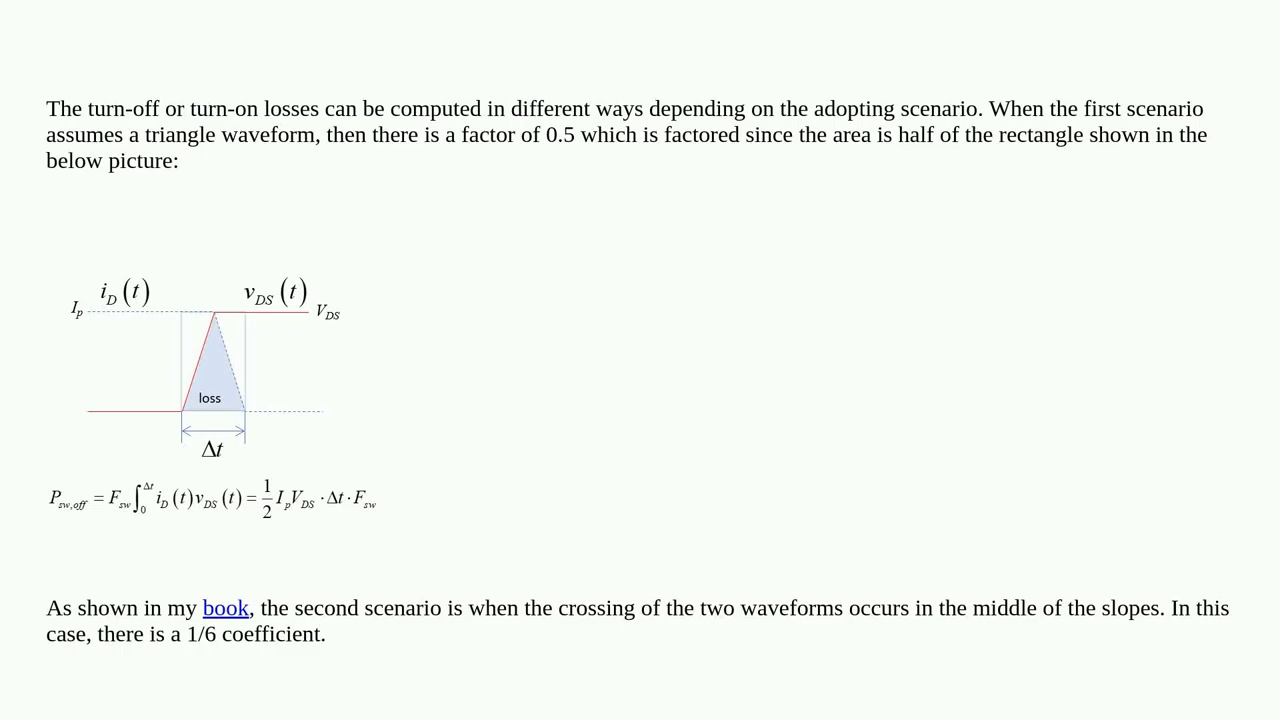 The turn-off or turn-on losses can be computed in different ways depending on the adopting scenario. When the first scenario
assumes a triangle waveform, then there is a factor of 0.5 which is factored since the area is half of the rectangle shown in the
below picture:
i_D (t) v_DS (t)
I_p V_DS
loss
Δt
P_sw,off = F_sw ∫_0^Δt i_D (t) v_DS (t) = 1/2 I_p V_DS · Δt · F_sw
As shown in my book, the second scenario is when the crossing of the two waveforms occurs in the middle of the slopes. In this
case, there is a 1/6 coefficient.